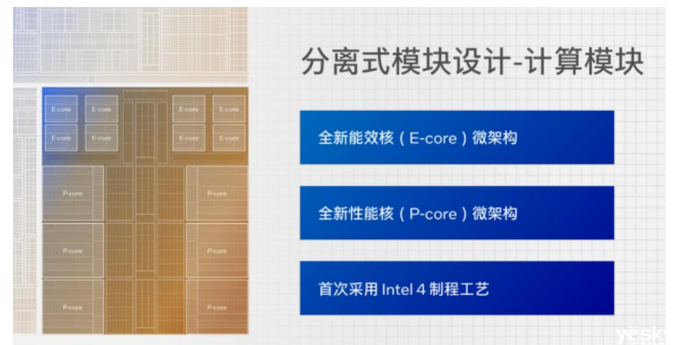 分离式模块设计-计算模块
E-core E-core E-core E-core
E-core E-core E-core E-core
全新能效核（E-core）微架构
P-core P-core
全新性能核（P-core）微架构
P-core P-core
首次采用 Intel 4 制程工艺
P-core P-core
yesky